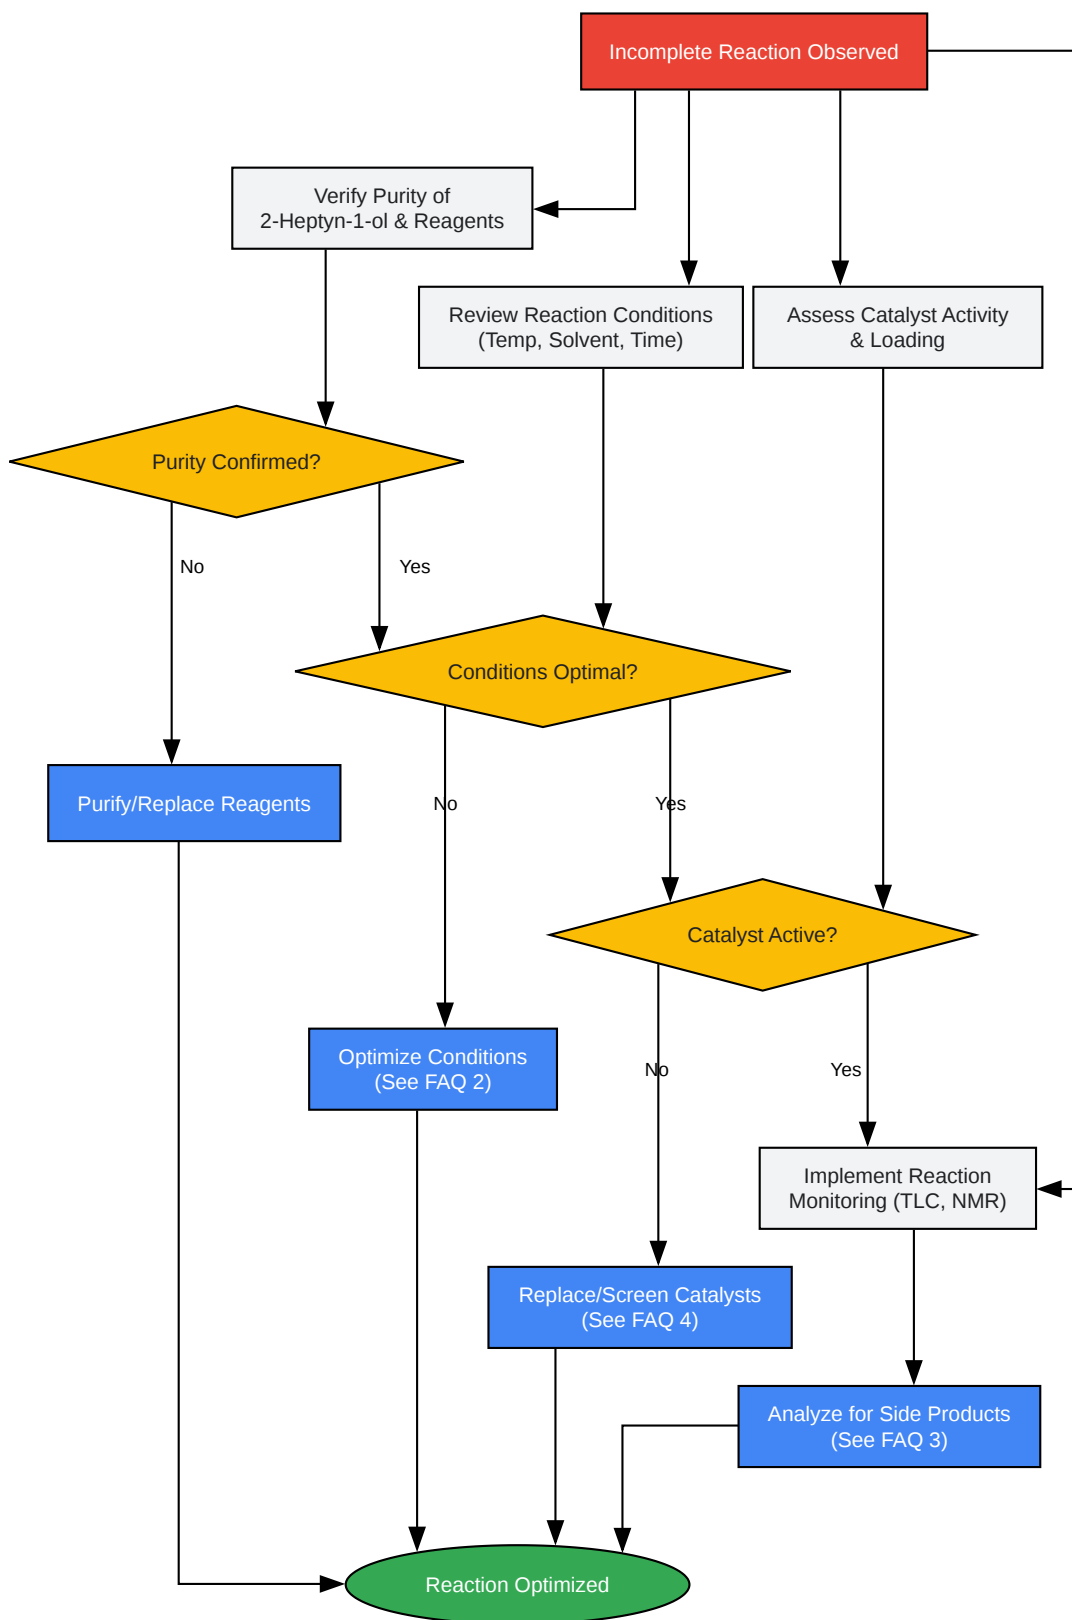 Incomplete Reaction Observed
Verify Purity of
2-Heptyn-1-ol & Reagents
Review Reaction Conditions
(Temp, Solvent, Time)
Assess Catalyst Activity
& Loading
Purity Confirmed?
No
Yes
Conditions Optimal?
Purify/Replace Reagents
No
Yes
Catalyst Active?
Optimize Conditions
(See FAQ 2)
No
Yes
Implement Reaction
Monitoring (TLC, NMR)
Replace/Screen Catalysts
(See FAQ 4)
Analyze for Side Products
(See FAQ 3)
Reaction Optimized